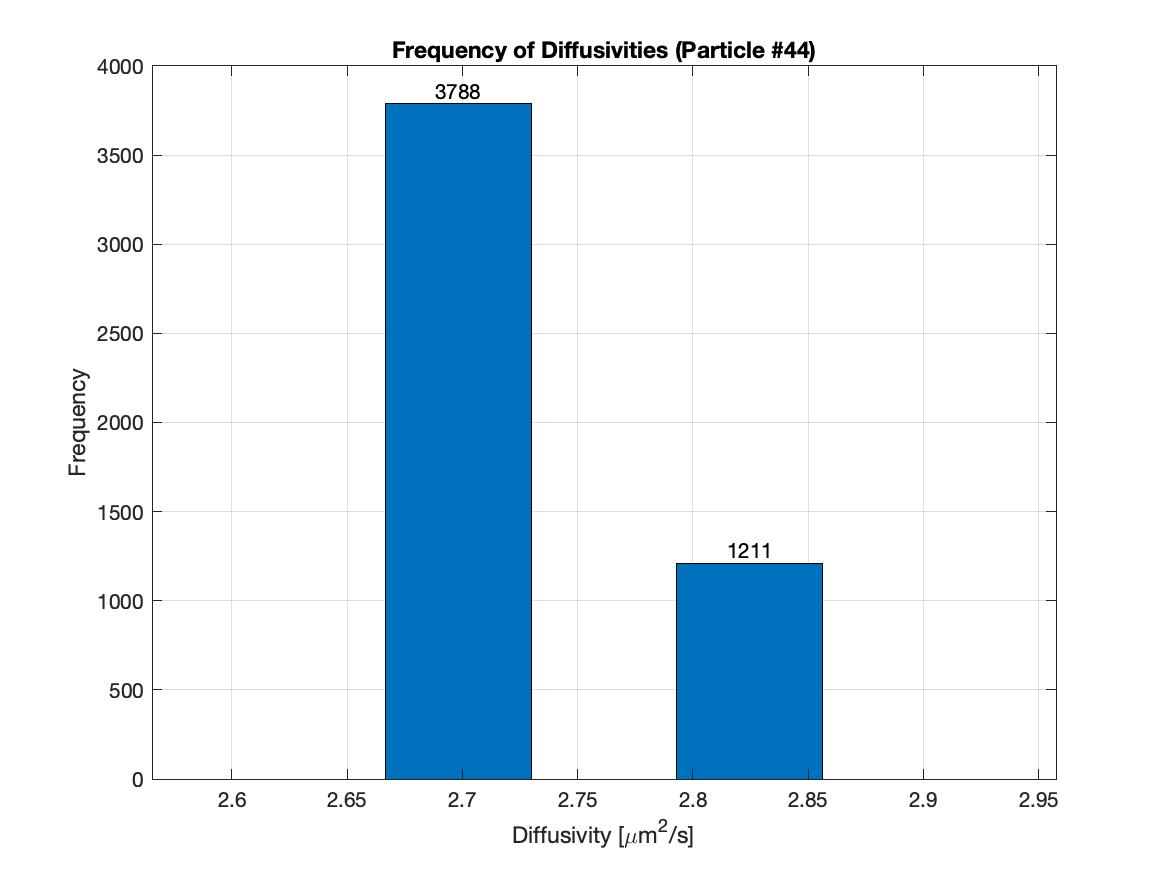 Frequency of Diffusivities (Particle #44)
4000
3500
3000
2500
2000
1500
1000
500
0
Frequency
3788
1211
2.6 2.65 2.7 2.75 2.8 2.85 2.9 2.95
Diffusivity [μm²/s]